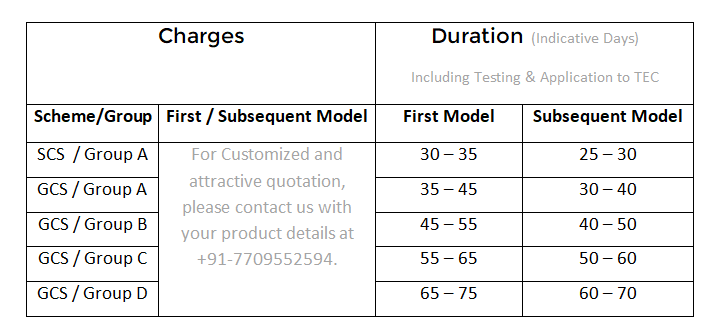 Charges
Duration (Indicative Days)
Including Testing & Application to TEC
Scheme/Group First / Subsequent Model First Model Subsequent Model
SCS / Group A For Customized and 30 – 35 25 – 30
attractive quotation,
GCS / Group A 35 – 45 30 – 40
please contact us with
GCS / Group B your product details at 45 – 55 40 – 50
GCS / Group C +91-7709552594. 55 – 65 50 – 60
GCS / Group D 65 – 75 60 – 70